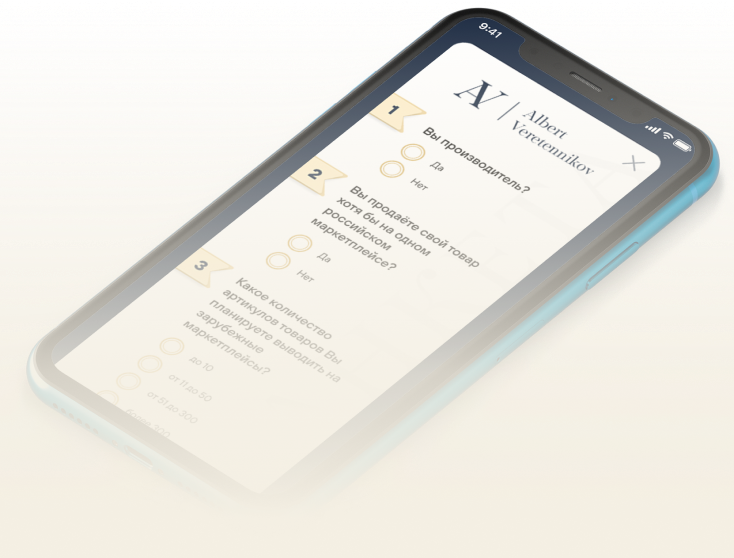 9:41
AV
Albert
Veretennikov
1
Вы производитель?
Да
Нет
2
Вы продаёте свой товар
хотя бы на одном
российском
маркетплейсе?
Да
Нет
3
Какое количество
артикулов товаров Вы
планируете выводить на
зарубежные
маркетплейсы?
до 10
от 11 до 50
от 51 до 300
более 300